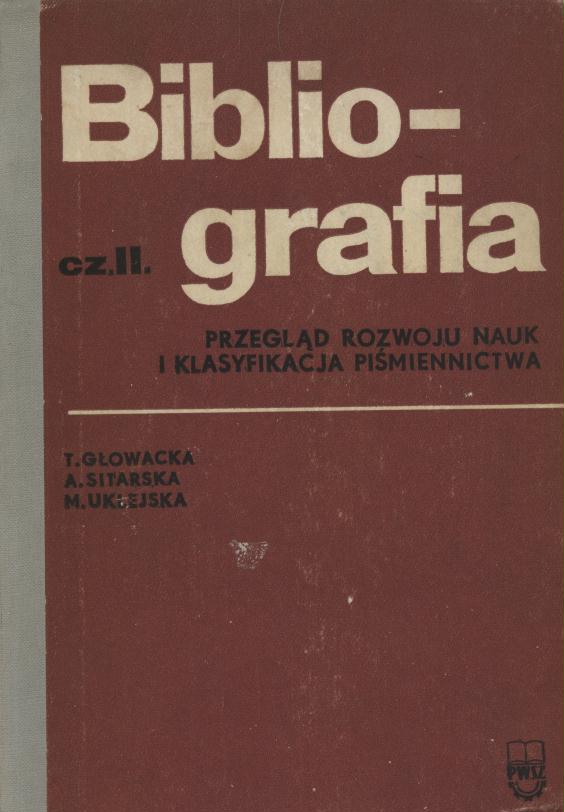 Biblio-
grafia
cz.II.
PRZEGLĄD ROZWOJU NAUK
I KLASYFIKACJA PIŚMIENNICTWA
T.GŁOWACKA
A.SITARSKA
M.UKLEJSKA
PWSZ